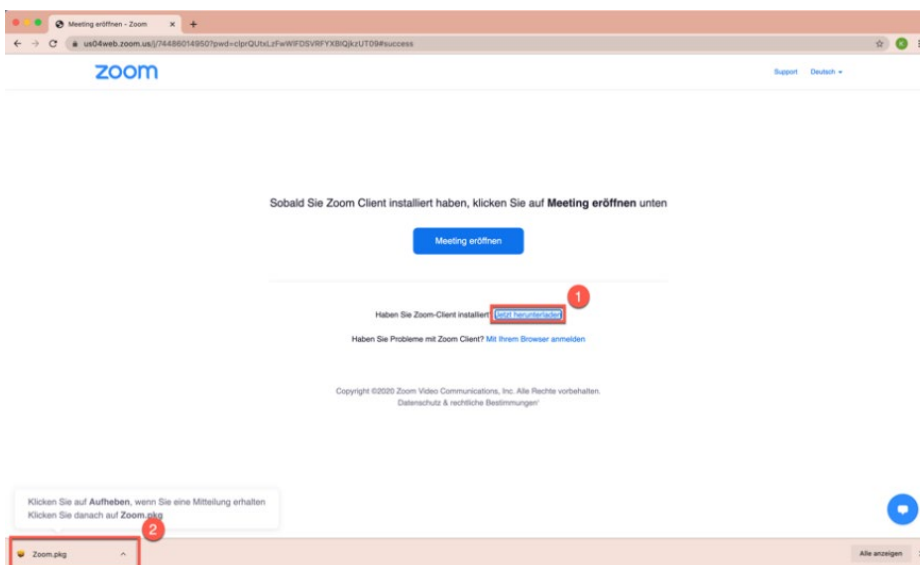 Meeting eröffnen - Zoom
us04web.zoom.us/j/74486014950?pwd=clprQUtxLzFwWlFDSVRFYXBlQjkzUT09#success
K
zoom
Support Deutsch
Sobald Sie Zoom Client installiert haben, klicken Sie auf Meeting eröffnen unten
Meeting eröffnen
1
Haben Sie Zoom-Client installiert? Jetzt herunterladen
Haben Sie Probleme mit Zoom Client? Mit Ihrem Browser anmelden
Copyright ©2020 Zoom Video Communications, Inc. Alle Rechte vorbehalten.
Datenschutz & rechtliche Bestimmungen'
Klicken Sie auf Aufheben, wenn Sie eine Mitteilung erhalten
Klicken Sie danach auf Zoom.pkg
2
Zoom.pkg
Alle anzeigen